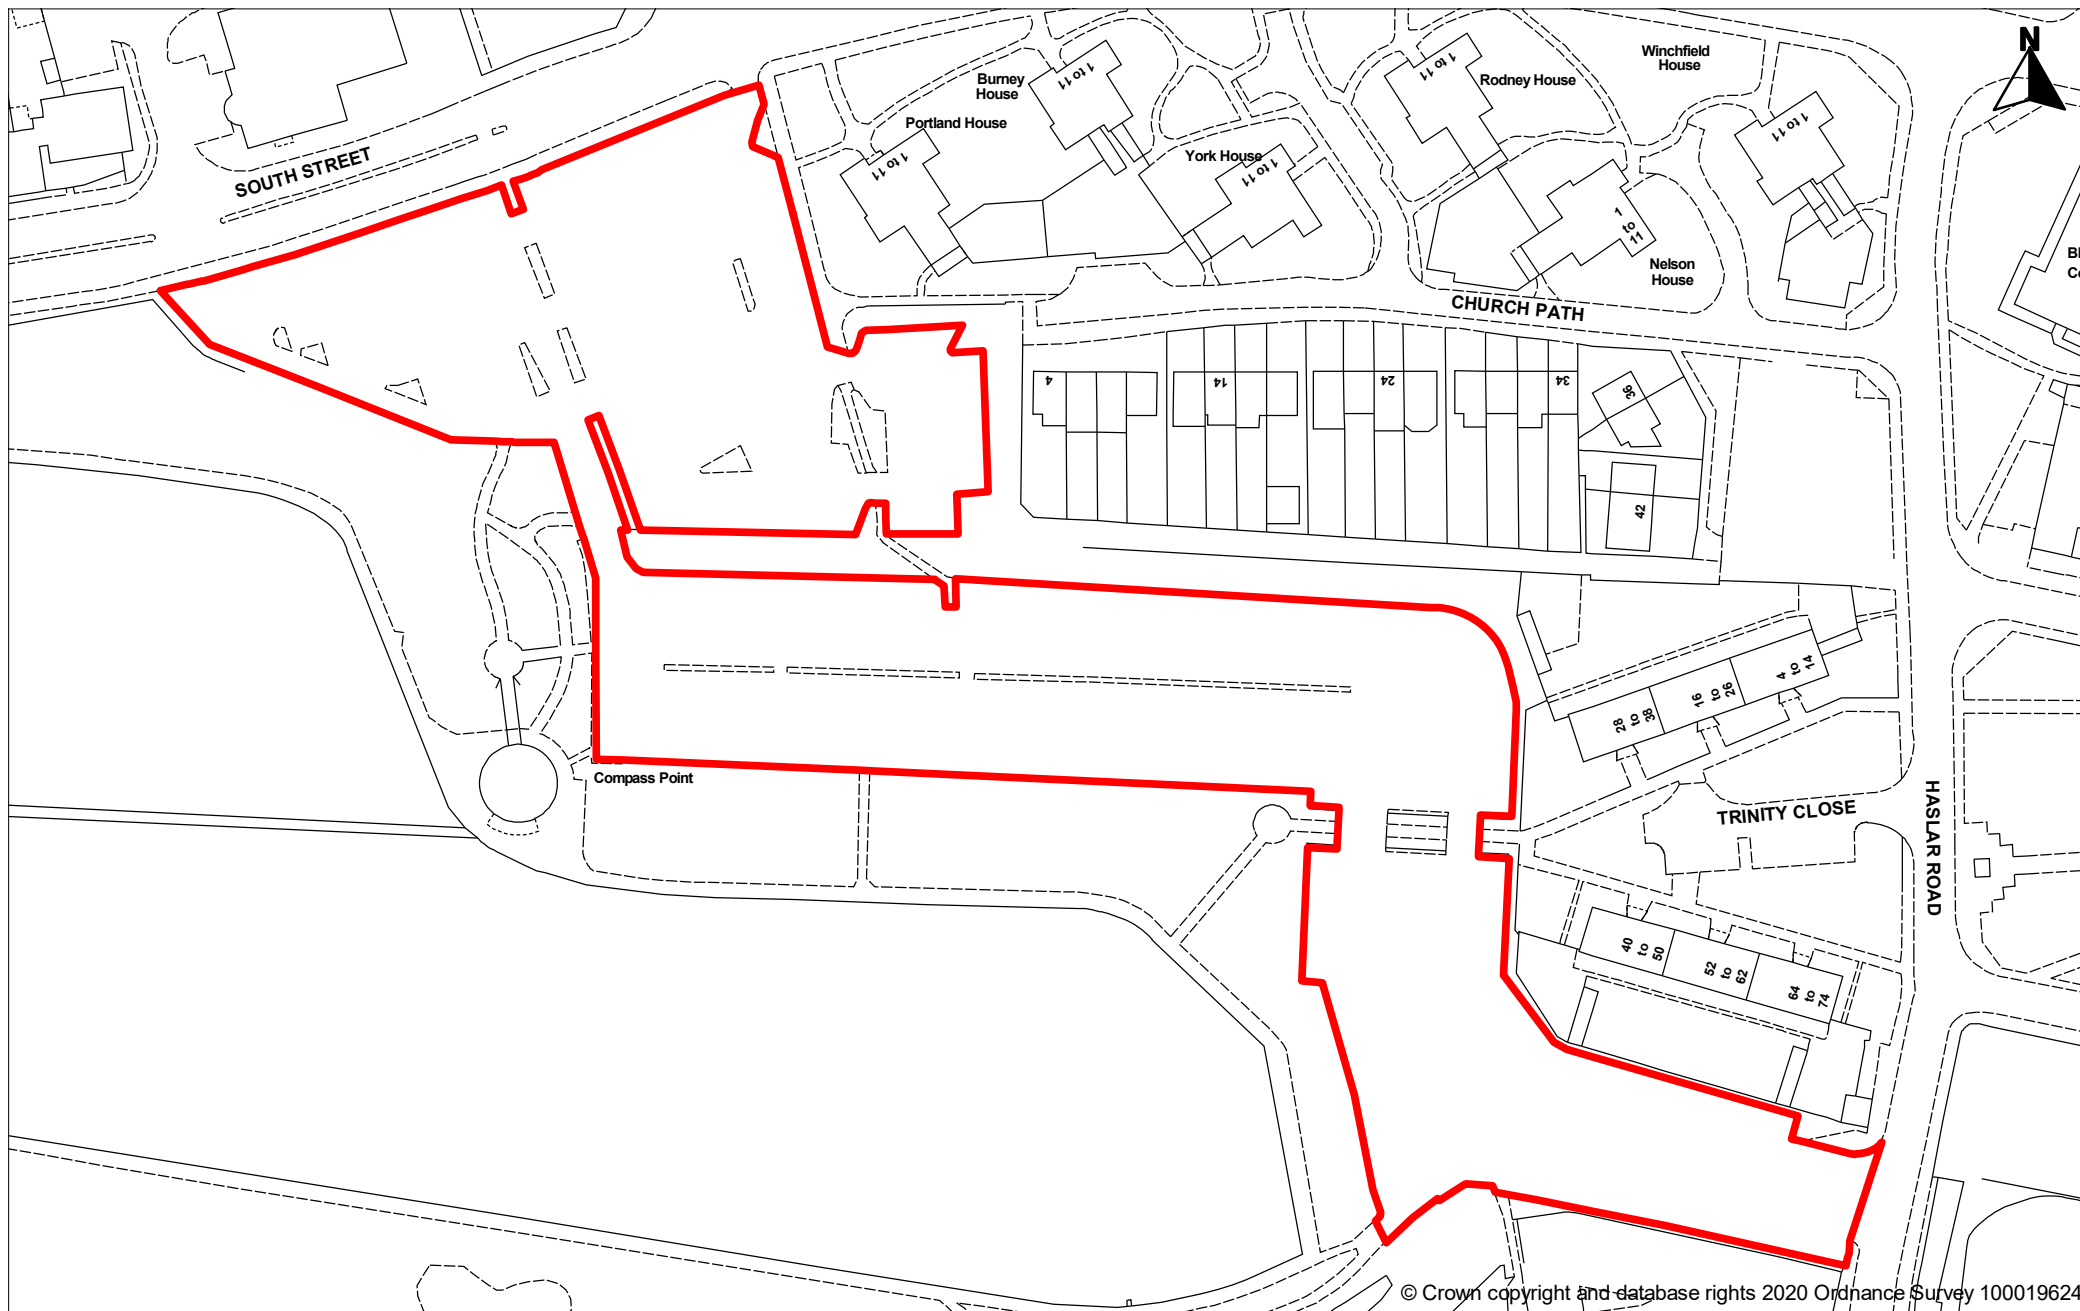 N
Winchfield
House
Burney
House
1 to 11
1 to 11
Rodney House
1 to 11
Portland House
1 to 11
York House
1 to 11
SOUTH STREET
1
to
11
Nelson
House
Bl
Co
CHURCH PATH
4
14
24
34
36
42
4
to
14
16
to
26
28
to
38
Compass Point
TRINITY CLOSE
HASLAR ROAD
40
to
50
52
to
62
64
to
74
© Crown copyright and database rights 2020 Ordnance Survey 100019624